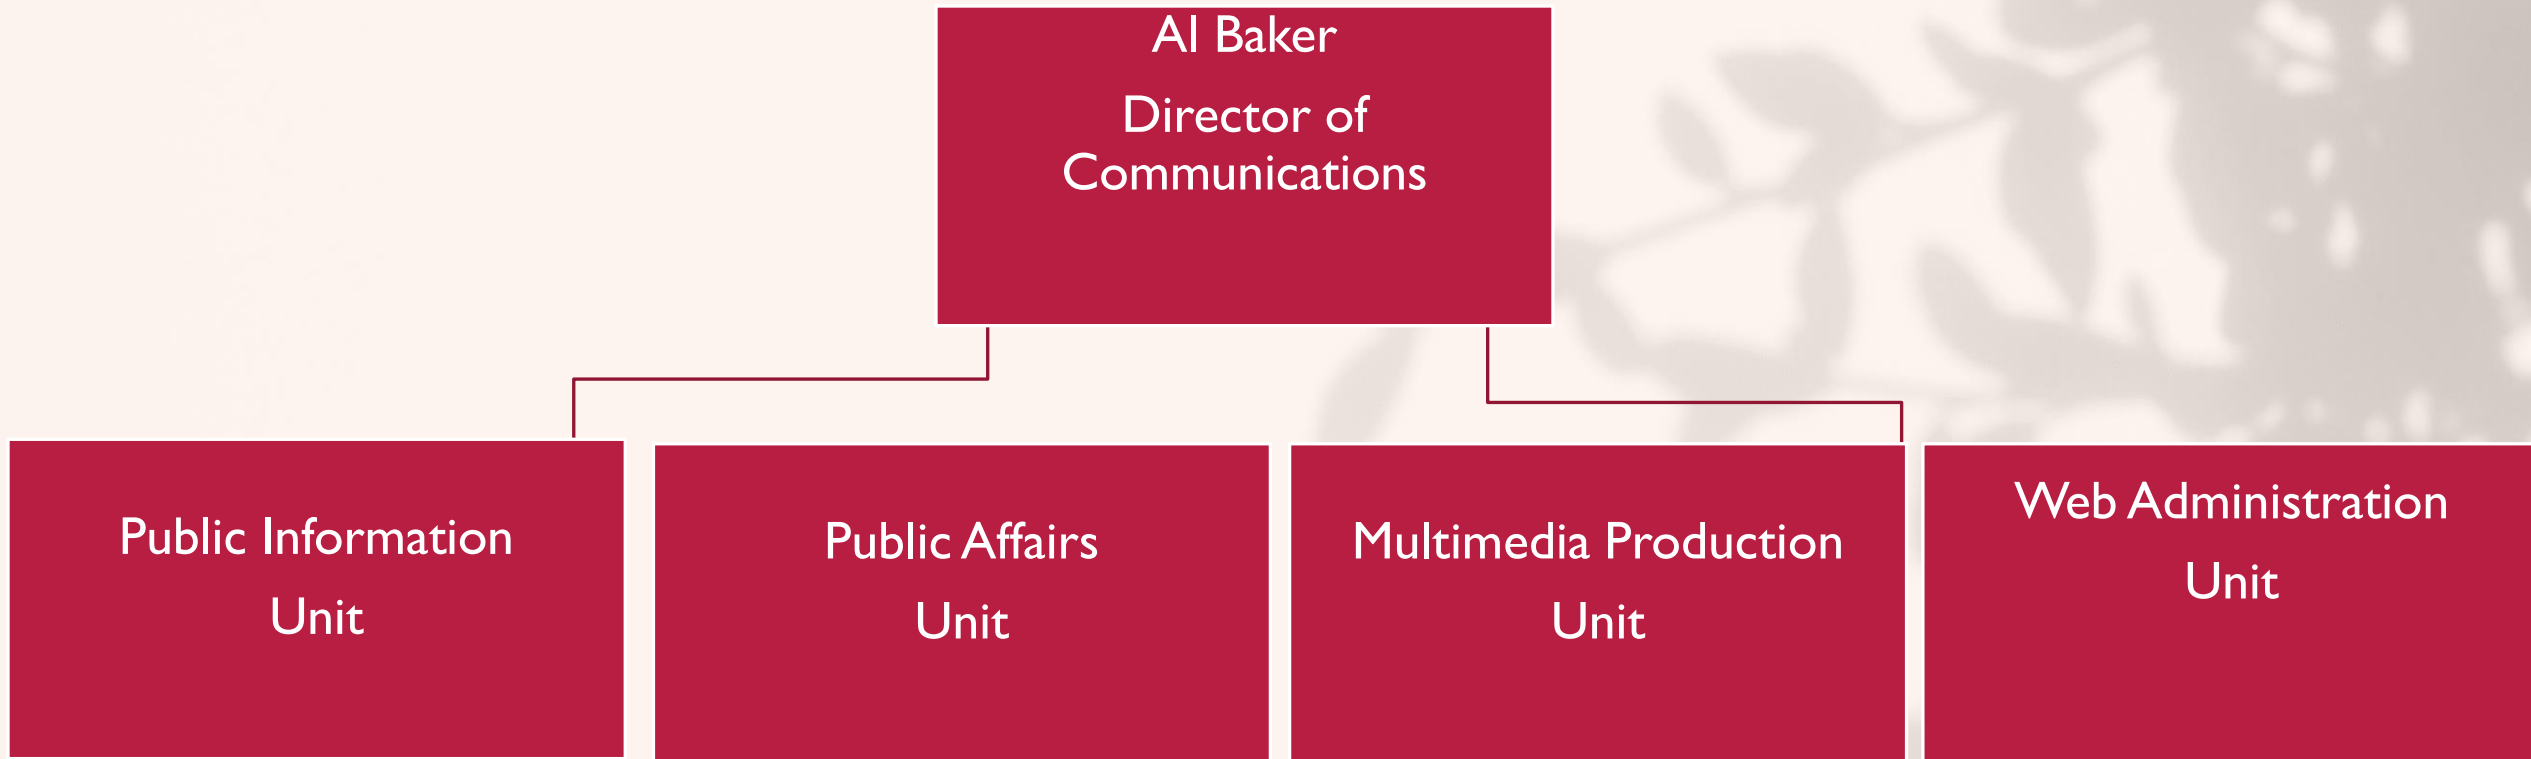 Al Baker
Director of
Communications
Public Information
Unit
Public Affairs
Unit
Multimedia Production
Unit
Web Administration
Unit